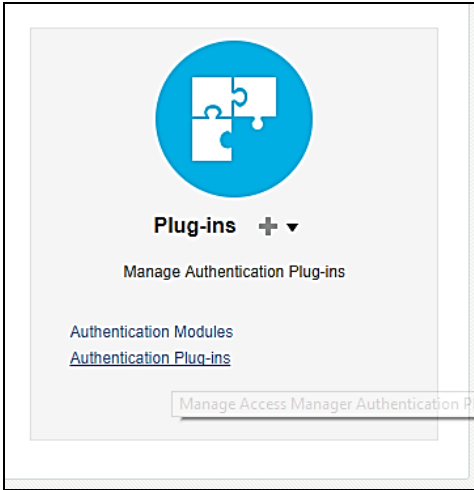 Plug-ins
Manage Authentication Plug-ins
Authentication Modules
Authentication Plug-ins
Manage Access Manager Authentication